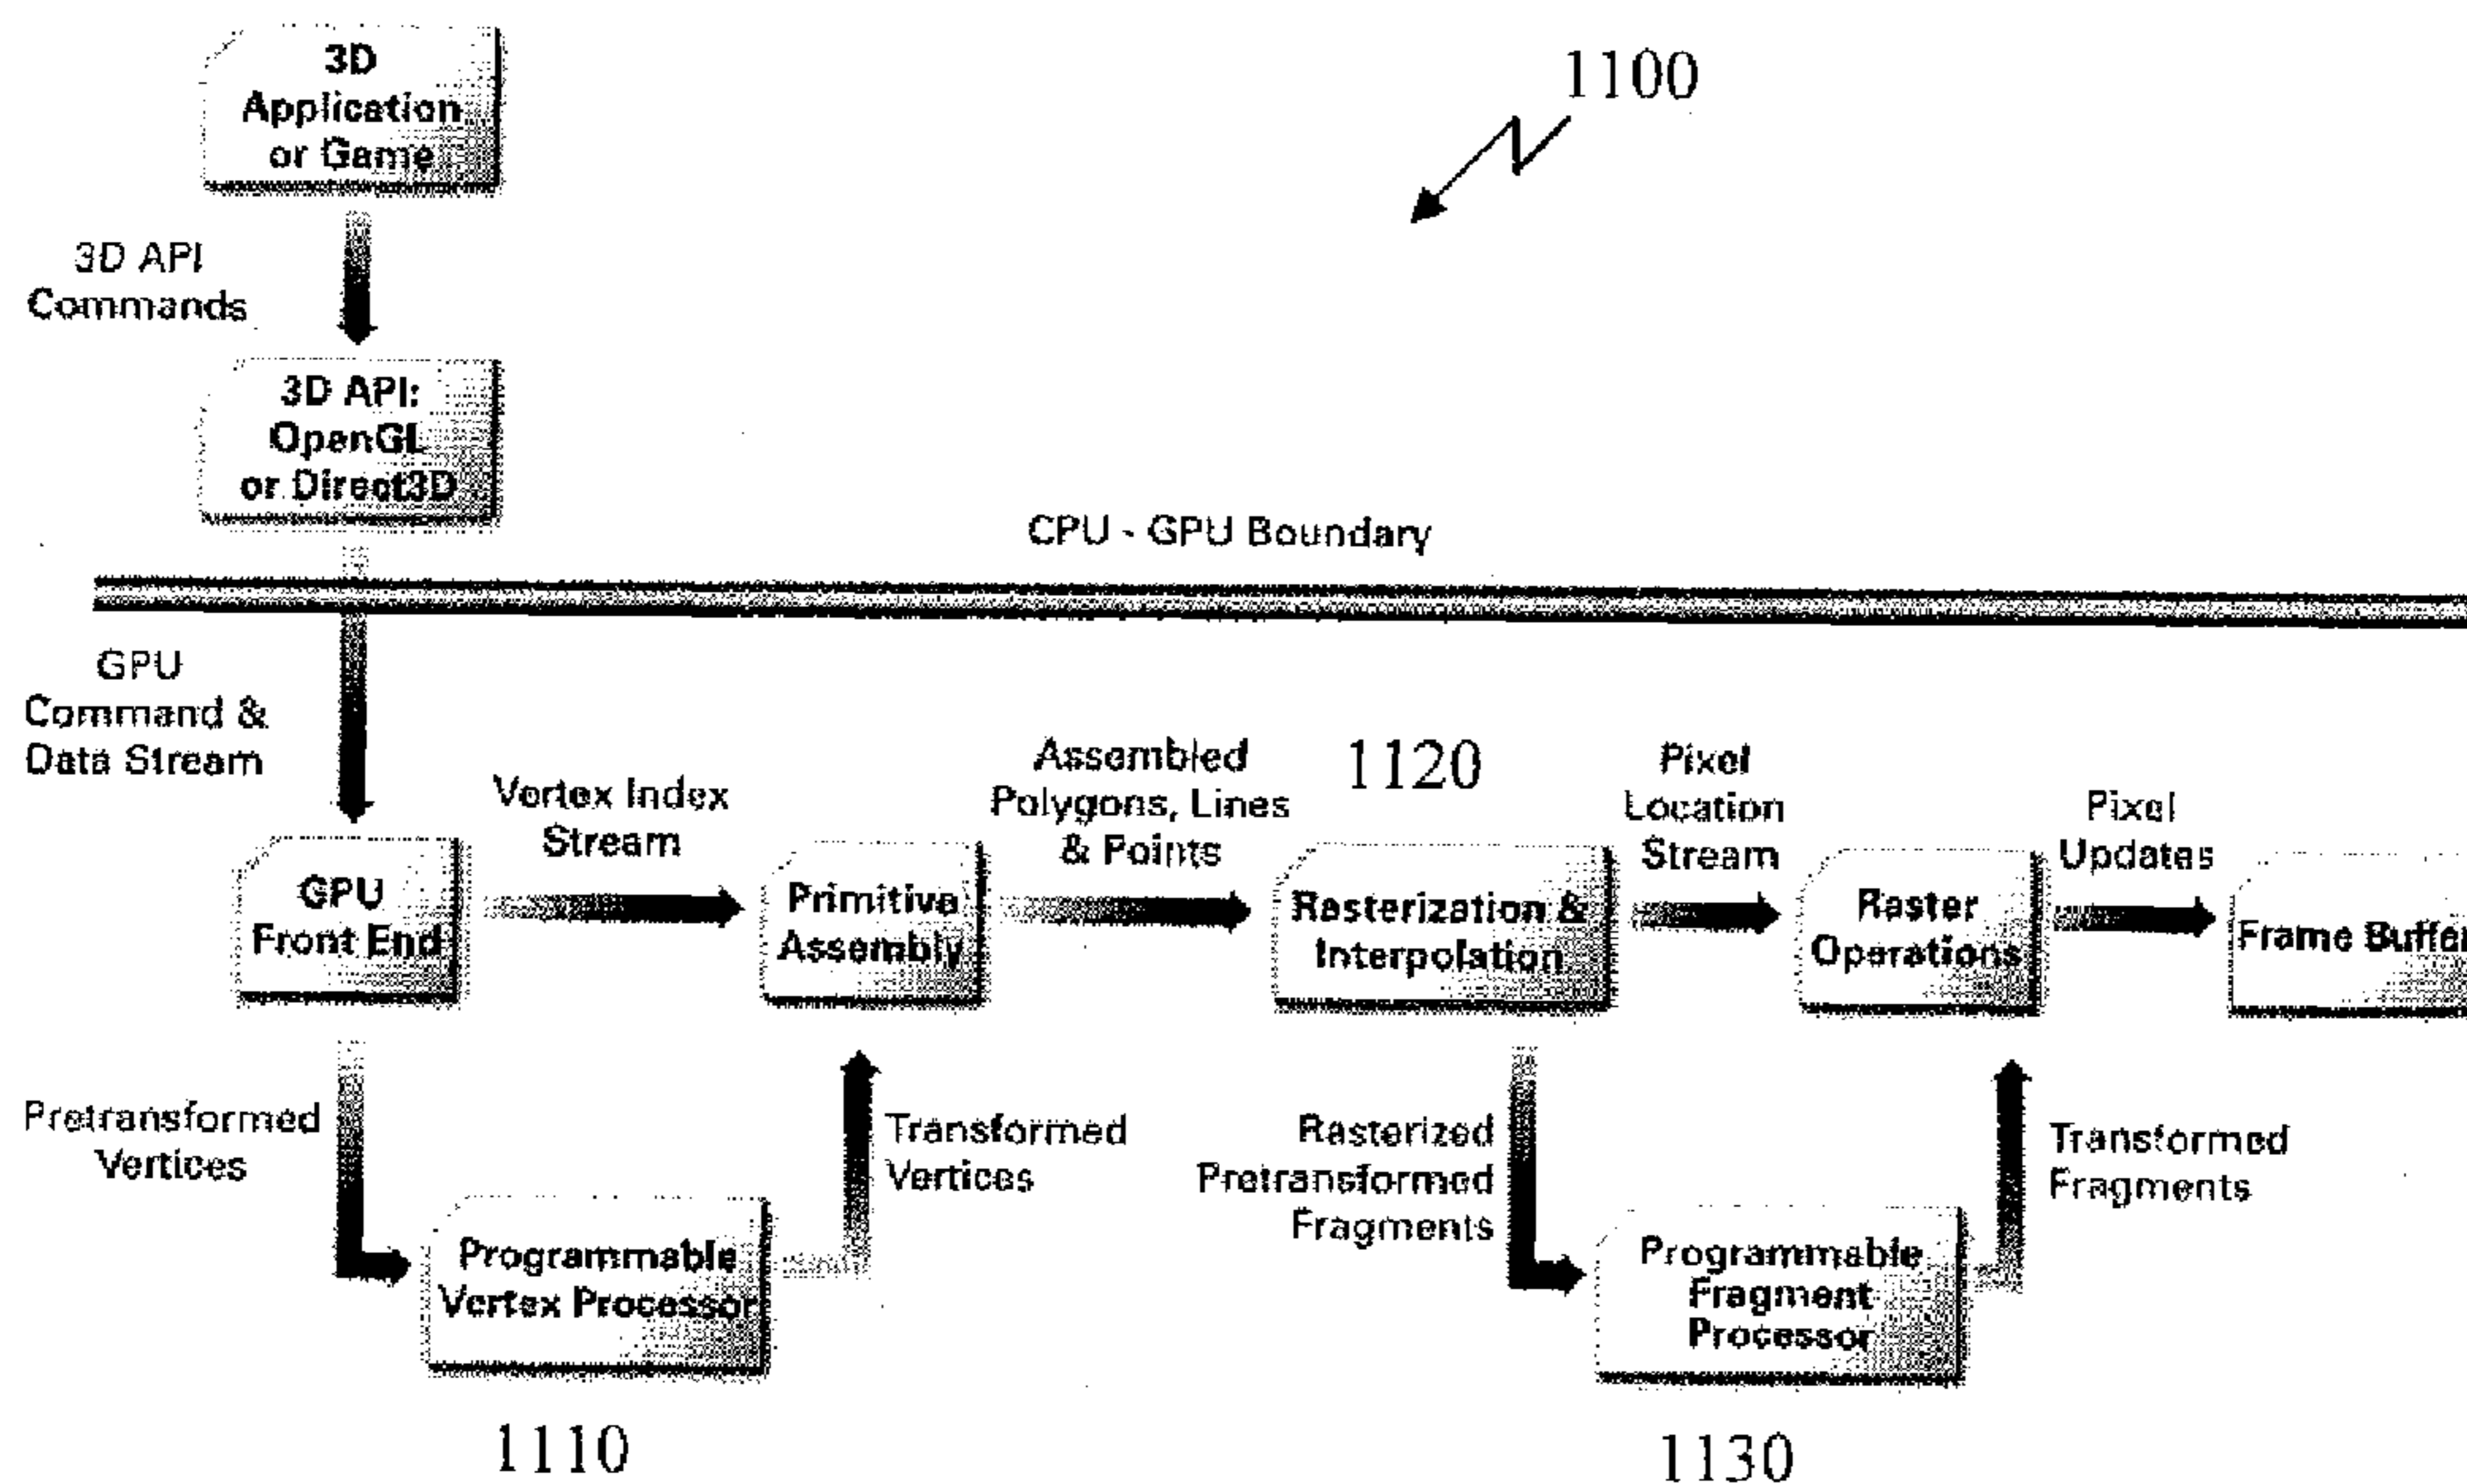 3D
Application
or Game
1100
3D API
Commands
3D API:
OpenGL
or Direct3D
CPU - GPU Boundary
GPU
Command &
Data Stream
Vertex Index
Stream
Assembled
Polygons, Lines
& Points
1120
Pixel
Location
Stream
Pixel
Updates
GPU
Front End
Primitive
Assembly
Rasterization &
Interpolation
Raster
Operations
Frame Buffer
Pretransformed
Vertices
Transformed
Vertices
Rasterized
Pretransformed
Fragments
Transformed
Fragments
Programmable
Vertex Processor
Programmable
Fragment
Processor
1110
1130